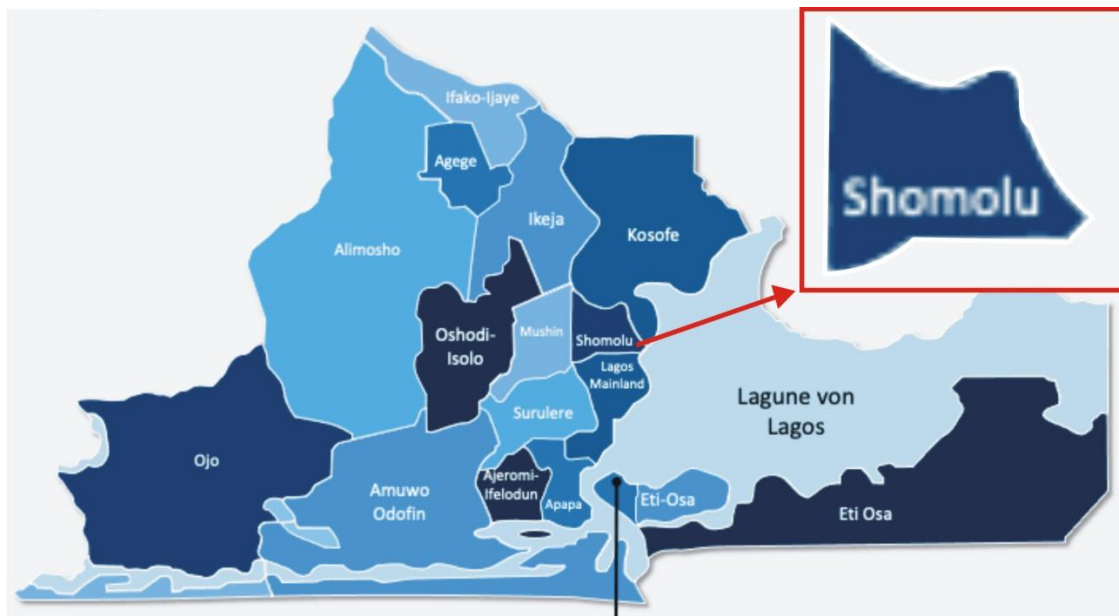 Ifako-Ijaye
Agege
Ikeja
Kosofe
Alimosho
Shomolu
Oshodi-
Isolo
Mushin
Shomolu
Lagos
Mainland
Surulere
Lagune von
Lagos
Ojo
Amuwo
Odofin
Ajeromi-
Ifelodun
Apapa
Eti-Osa
Eti Osa